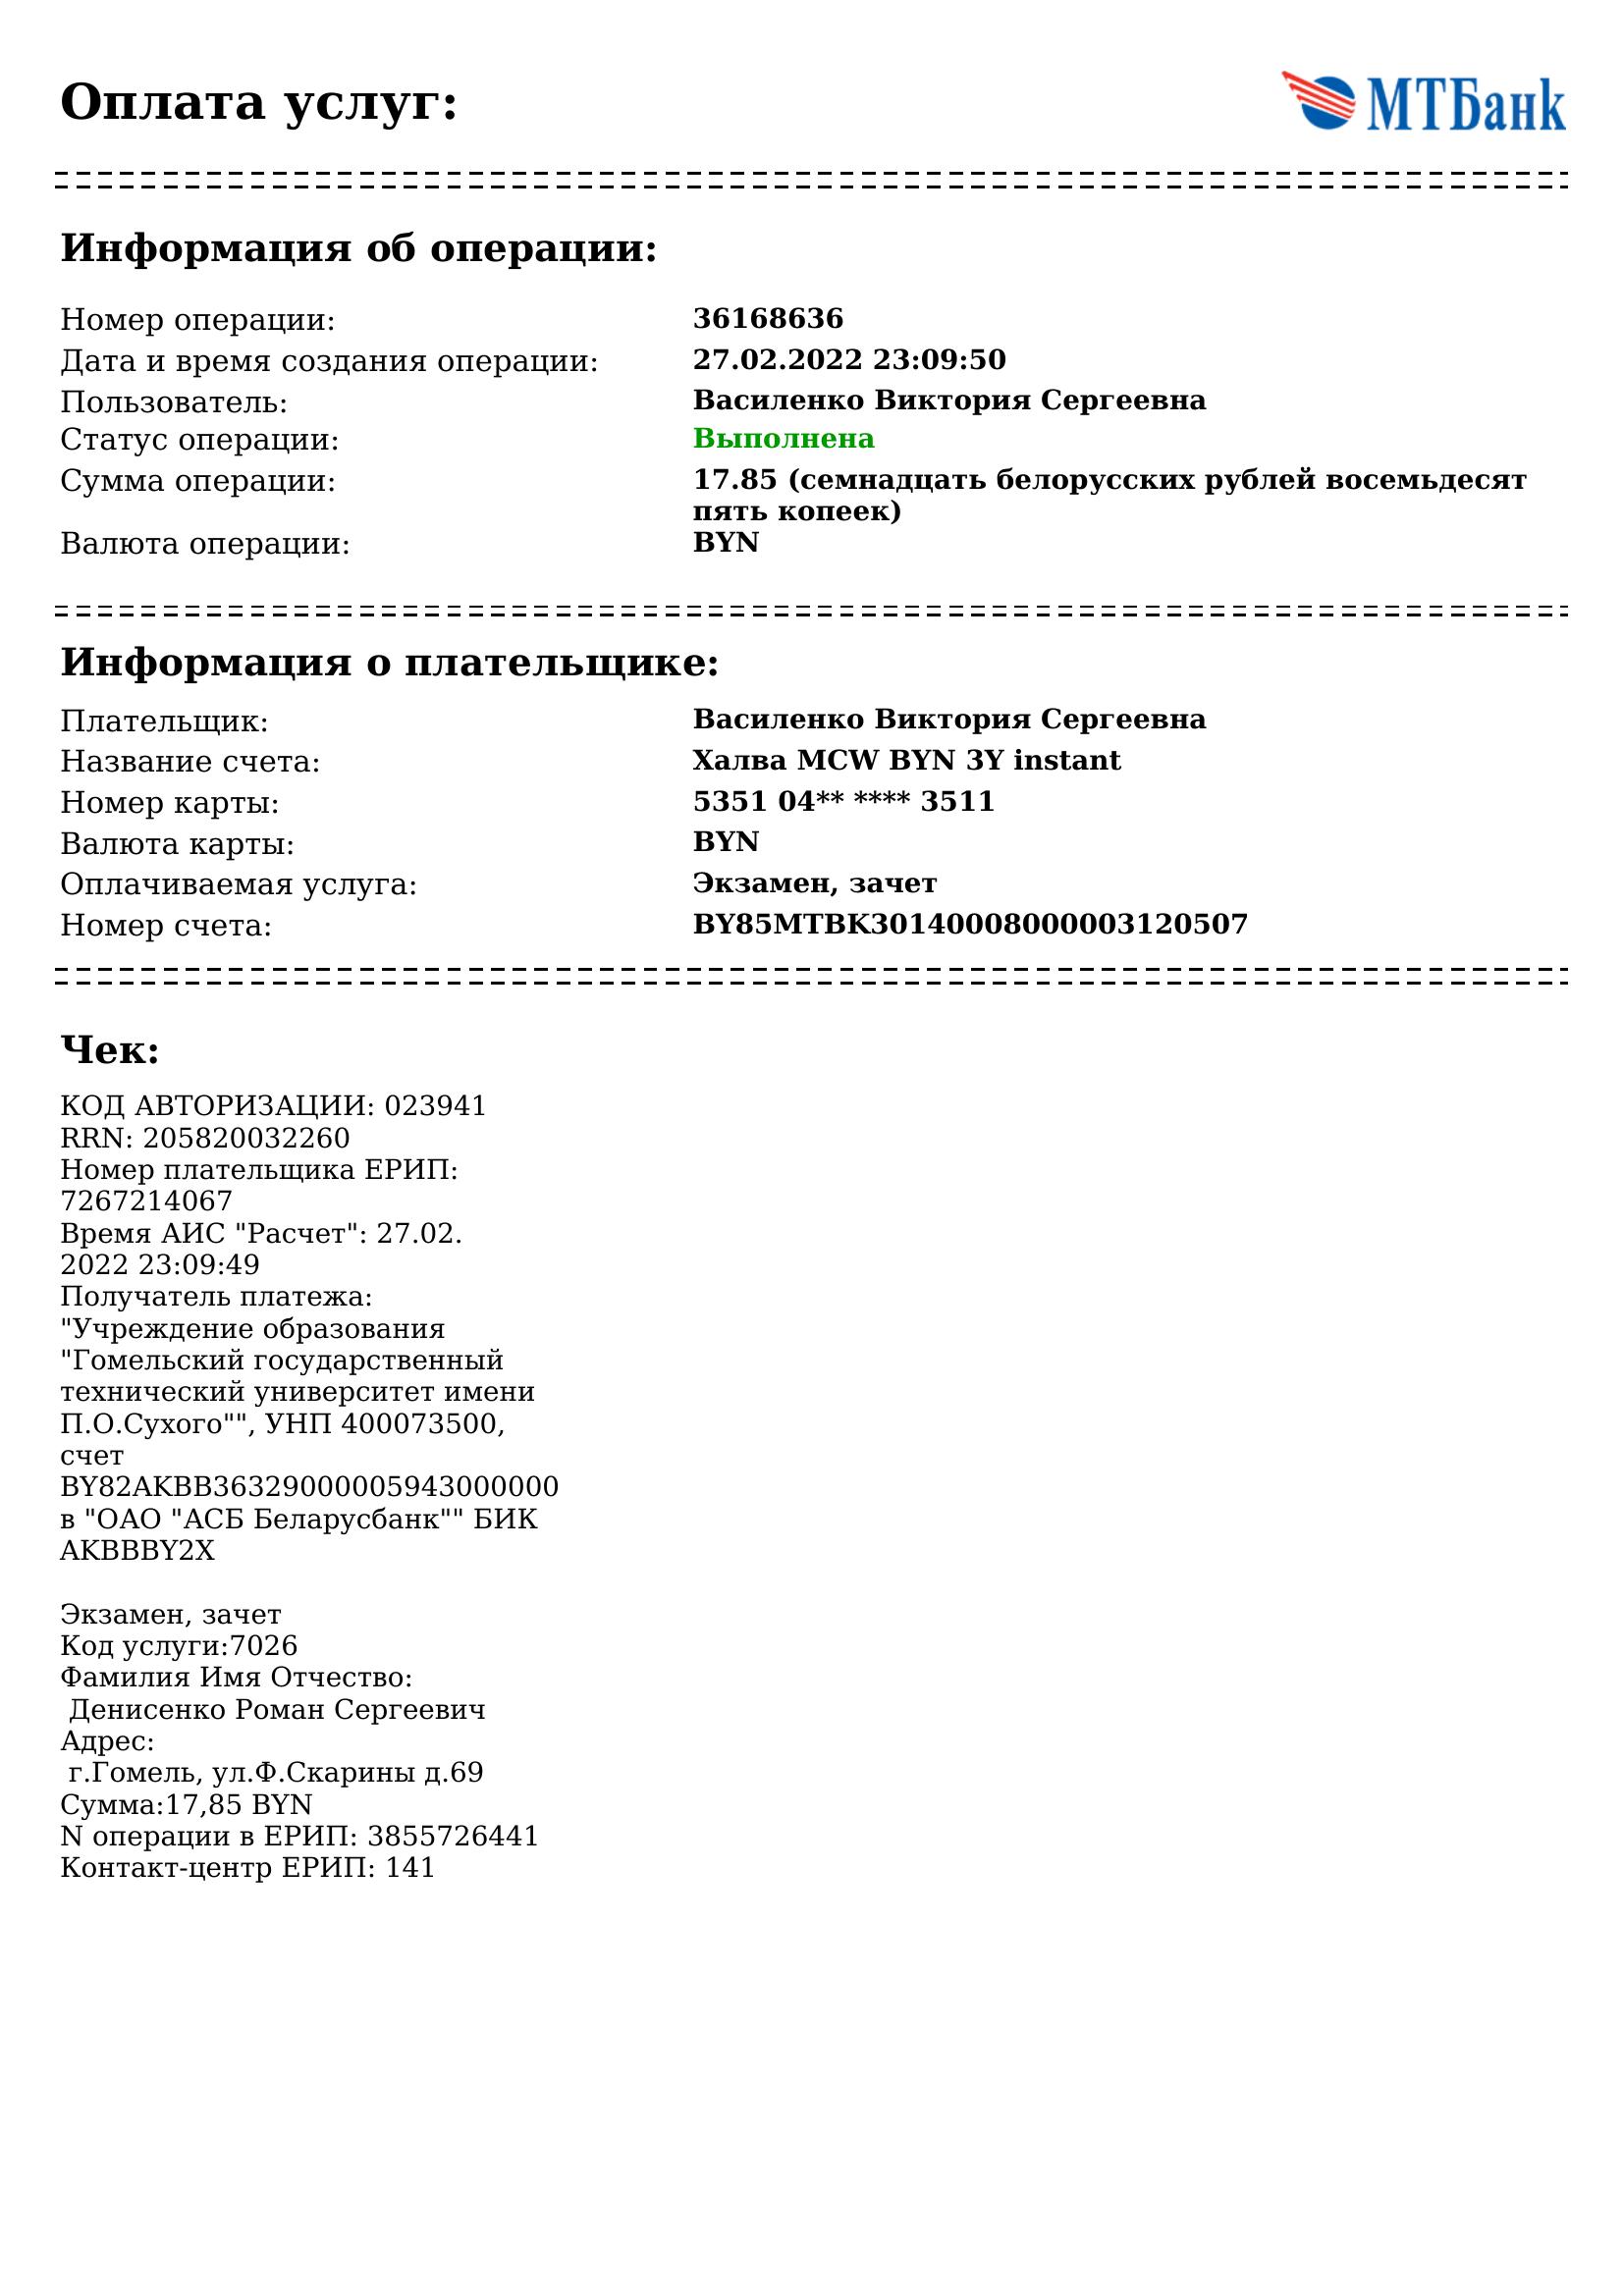 Оплата услуг:
МТБанк
Информация об операции:
Номер операции: 36168636
Дата и время создания операции: 27.02.2022 23:09:50
Пользователь: Василенко Виктория Сергеевна
Статус операции: Выполнена
Сумма операции: 17.85 (семнадцать белорусских рублей восемьдесят
пять копеек)
Валюта операции: BYN
Информация о плательщике:
Плательщик: Василенко Виктория Сергеевна
Название счета: Халва MCW BYN 3Y instant
Номер карты: 5351 04** **** 3511
Валюта карты: BYN
Оплачиваемая услуга: Экзамен, зачет
Номер счета: BY85MTBK30140008000003120507
Чек:
КОД АВТОРИЗАЦИИ: 023941
RRN: 205820032260
Номер плательщика ЕРИП:
7267214067
Время АИС "Расчет": 27.02.
2022 23:09:49
Получатель платежа:
"Учреждение образования
"Гомельский государственный
технический университет имени
П.О.Сухого"", УНП 400073500,
счет
BY82AKBB36329000005943000000
в "ОАО "АСБ Беларусбанк"" БИК
AKBBBY2X
Экзамен, зачет
Код услуги:7026
Фамилия Имя Отчество:
Денисенко Роман Сергеевич
Адрес:
г.Гомель, ул.Ф.Скарины д.69
Сумма:17,85 BYN
N операции в ЕРИП: 3855726441
Контакт-центр ЕРИП: 141